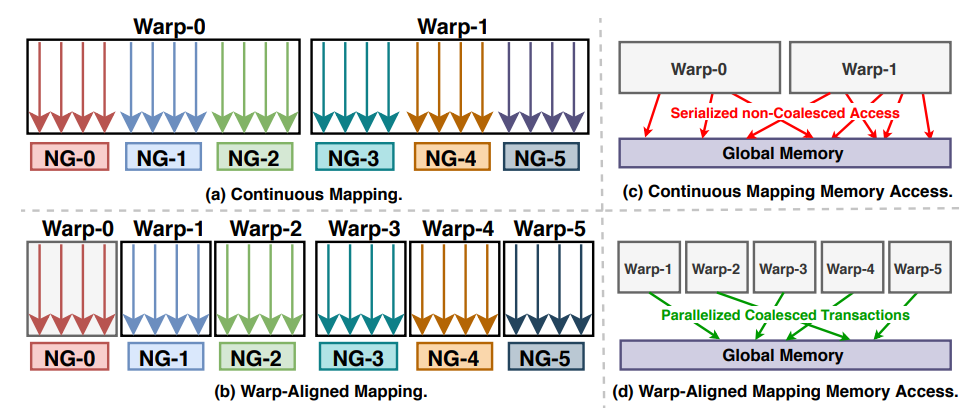 Warp-0 Warp-1
NG-0 NG-1 NG-2 NG-3 NG-4 NG-5
(a) Continuous Mapping.
Warp-0 Warp-1 Warp-2 Warp-3 Warp-4 Warp-5
NG-0 NG-1 NG-2 NG-3 NG-4 NG-5
(b) Warp-Aligned Mapping.
Warp-0 Warp-1
Serialized non-Coalesced Access
Global Memory
(c) Continuous Mapping Memory Access.
Warp-1 Warp-2 Warp-3 Warp-4 Warp-5
Parallelized Coalesced Transactions
Global Memory
(d) Warp-Aligned Mapping Memory Access.